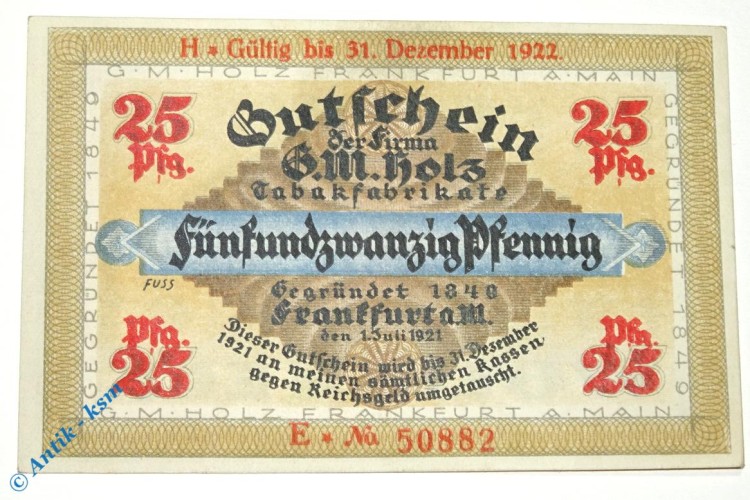 H * Gültig bis 31. Dezember 1922.
G·M·HOLZ FRANKFURT A·MAIN
GEGRÜNDET 1849
GEGRÜNDET 1849
25 Pfg.
25 Pfg.
Gutschein
der Firma
G.M. Holz
Tabakfabrikate
Fünfundzwanzig Pfennig
FUSS
Gegründet 1849
Frankfurt a.M.
den 1. Juli 1921
Dieser Gutschein wird bis 31. Dezember
1921 an meinen sämtlichen Kassen
gegen Reichsgeld umgetauscht.
Pfg. 25
Pfg. 25
G·M·HOLZ FRANKFURT A·MAIN
E * No. 50882
© Antik - ksm